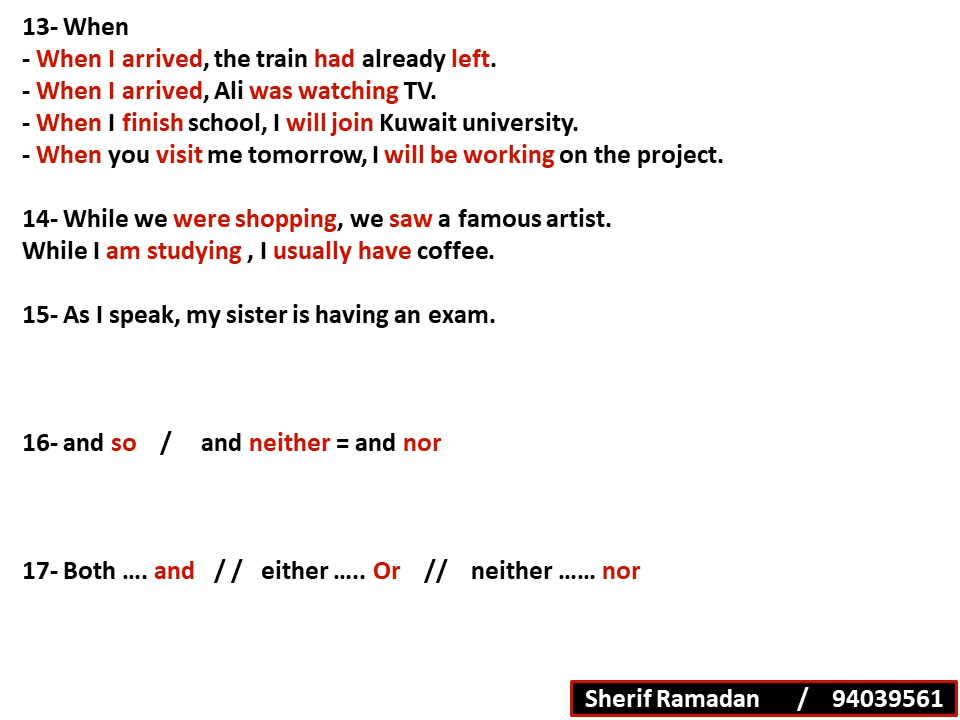 13- When
- When I arrived, the train had already left.
- When I arrived, Ali was watching TV.
- When I finish school, I will join Kuwait university.
- When you visit me tomorrow, I will be working on the project.
14- While we were shopping, we saw a famous artist.
While I am studying , I usually have coffee.
15- As I speak, my sister is having an exam.
16- and so / and neither = and nor
17- Both .... and // either ..... Or // neither ...... nor
Sherif Ramadan / 94039561